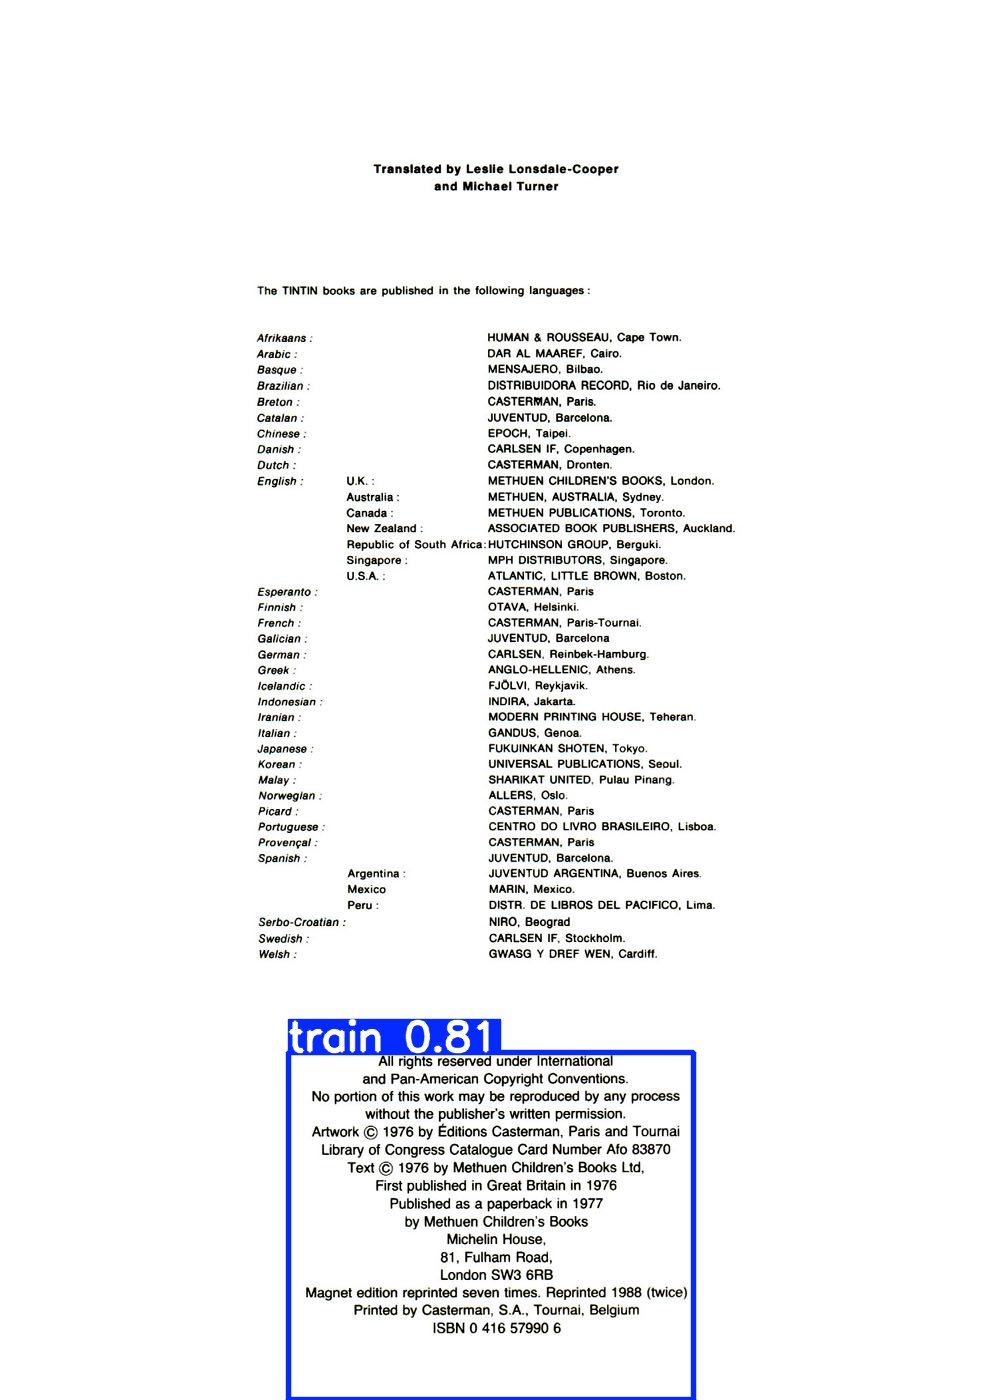 Translated by Leslie Lonsdale-Cooper
and Michael Turner
The TINTIN books are published in the following languages :
Afrikaans : HUMAN & ROUSSEAU, Cape Town.
Arabic : DAR AL MAAREF, Cairo.
Basque : MENSAJERO, Bilbao.
Brazilian : DISTRIBUIDORA RECORD, Rio de Janeiro.
Breton : CASTERMAN, Paris.
Catalan : JUVENTUD, Barcelona.
Chinese : EPOCH, Taipei.
Danish : CARLSEN IF, Copenhagen.
Dutch : CASTERMAN, Dronten.
English : U.K. : METHUEN CHILDREN'S BOOKS, London.
Australia : METHUEN, AUSTRALIA, Sydney.
Canada : METHUEN PUBLICATIONS, Toronto.
New Zealand : ASSOCIATED BOOK PUBLISHERS, Auckland.
Republic of South Africa: HUTCHINSON GROUP, Berguki.
Singapore : MPH DISTRIBUTORS, Singapore.
U.S.A. : ATLANTIC, LITTLE BROWN, Boston.
Esperanto : CASTERMAN, Paris
Finnish : OTAVA, Helsinki.
French : CASTERMAN, Paris-Tournai.
Galician : JUVENTUD, Barcelona
German : CARLSEN, Reinbek-Hamburg.
Greek : ANGLO-HELLENIC, Athens.
Icelandic : FJÖLVI, Reykjavik.
Indonesian : INDIRA, Jakarta.
Iranian : MODERN PRINTING HOUSE, Teheran.
Italian : GANDUS, Genoa.
Japanese : FUKUINKAN SHOTEN, Tokyo.
Korean : UNIVERSAL PUBLICATIONS, Seoul.
Malay : SHARIKAT UNITED, Pulau Pinang.
Norwegian : ALLERS, Oslo.
Picard : CASTERMAN, Paris
Portuguese : CENTRO DO LIVRO BRASILEIRO, Lisboa.
Provençal : CASTERMAN, Paris
Spanish : JUVENTUD, Barcelona.
Argentina : JUVENTUD ARGENTINA, Buenos Aires.
Mexico MARIN, Mexico.
Peru : DISTR. DE LIBROS DEL PACIFICO, Lima.
Serbo-Croatian : NIRO, Beograd
Swedish : CARLSEN IF, Stockholm.
Welsh : GWASG Y DREF WEN, Cardiff.
train 0.81
All rights reserved under International
and Pan-American Copyright Conventions.
No portion of this work may be reproduced by any process
without the publisher's written permission.
Artwork © 1976 by Éditions Casterman, Paris and Tournai
Library of Congress Catalogue Card Number Afo 83870
Text © 1976 by Methuen Children's Books Ltd,
First published in Great Britain in 1976
Published as a paperback in 1977
by Methuen Children's Books
Michelin House,
81, Fulham Road,
London SW3 6RB
Magnet edition reprinted seven times. Reprinted 1988 (twice)
Printed by Casterman, S.A., Tournai, Belgium
ISBN 0 416 57990 6